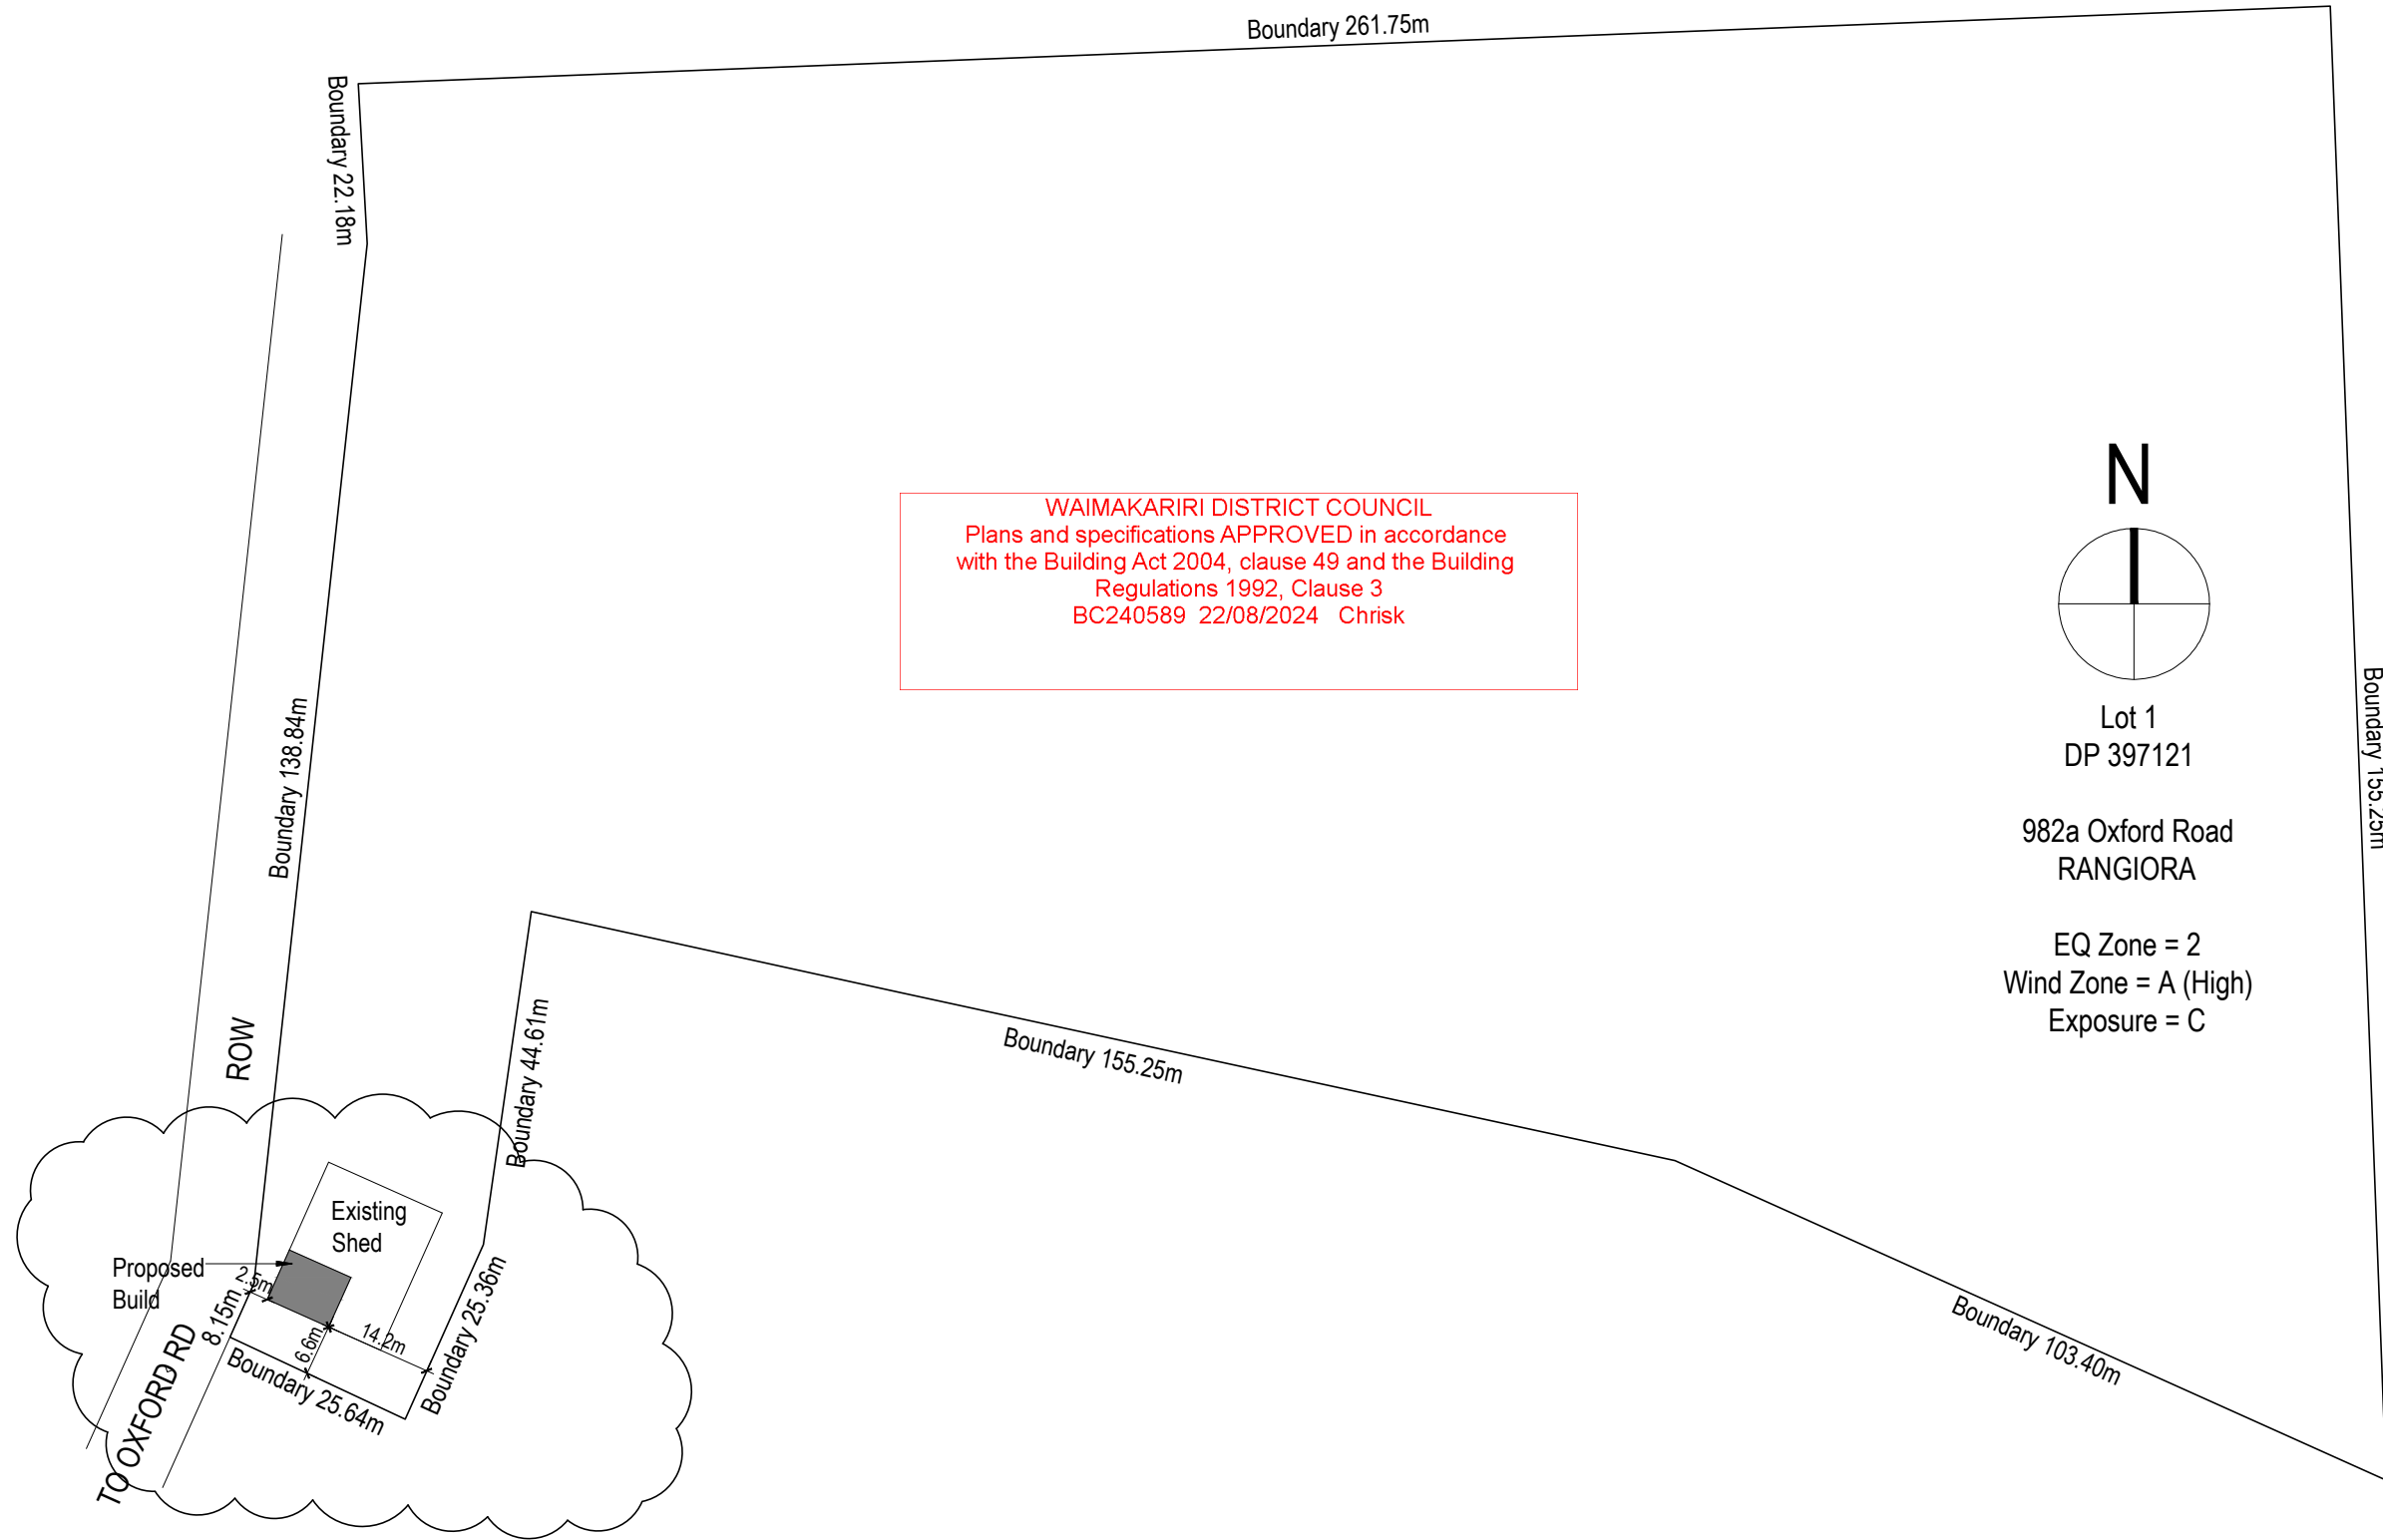 Boundary 261.75m
Boundary 22.18m
WAIMAKARIRI DISTRICT COUNCIL
Plans and specifications APPROVED in accordance
with the Building Act 2004, clause 49 and the Building
Regulations 1992, Clause 3
BC240589 22/08/2024 Chrisk
N
Lot 1
DP 397121
982a Oxford Road
RANGIORA
EQ Zone = 2
Wind Zone = A (High)
Exposure = C
Boundary 155.25m
Boundary 138.84m
ROW
Boundary 44.61m
Boundary 155.25m
Boundary 103.40m
Existing
Shed
Proposed
Build
2.5m
8.15m
6.6m
14.2m
Boundary 25.36m
Boundary 25.64m
TO OXFORD RD